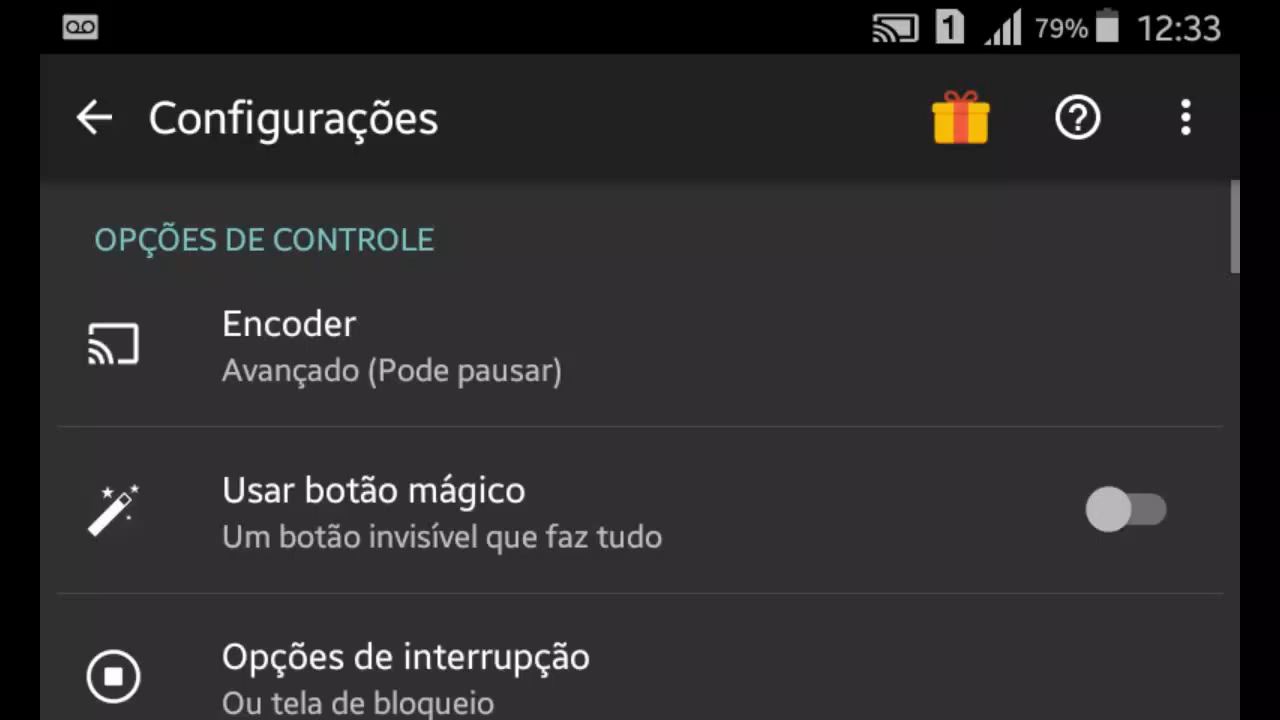 1 79% 12:33
Configurações
OPÇÕES DE CONTROLE
Encoder
Avançado (Pode pausar)
Usar botão mágico
Um botão invisível que faz tudo
Opções de interrupção
Ou tela de bloqueio